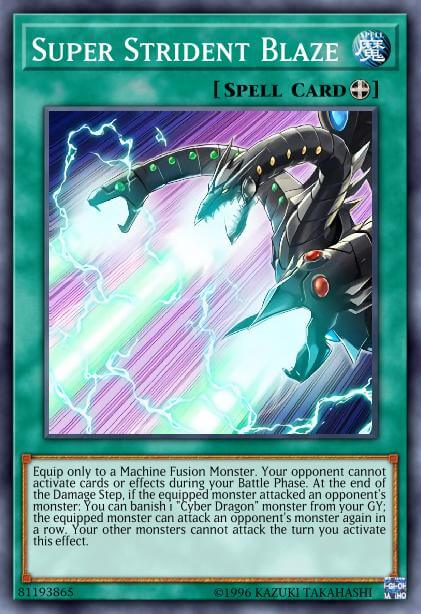 Super Strident Blaze
[Spell Card]
Equip only to a Machine Fusion Monster. Your opponent cannot
activate cards or effects during your Battle Phase. At the end of
the Damage Step, if the equipped monster attacked an opponent's
monster: You can banish 1 "Cyber Dragon" monster from your GY;
the equipped monster can attack an opponent's monster again in
a row. Your other monsters cannot attack the turn you activate
this effect.
81193865
©1996 KAZUKI TAKAHASHI